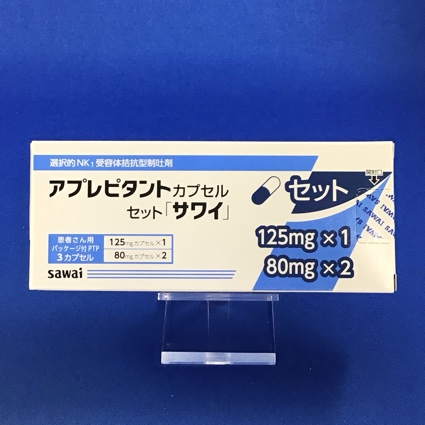 選択的NK₁受容体拮抗型制吐剤
アプレピタントカプセル
セット「サワイ」
セット
開封口
125mg × 1
80mg × 2
患者さん用
パッケージ付PTP
3カプセル
125mgカプセル×1
80mgカプセル×2
sawai
SAWAI